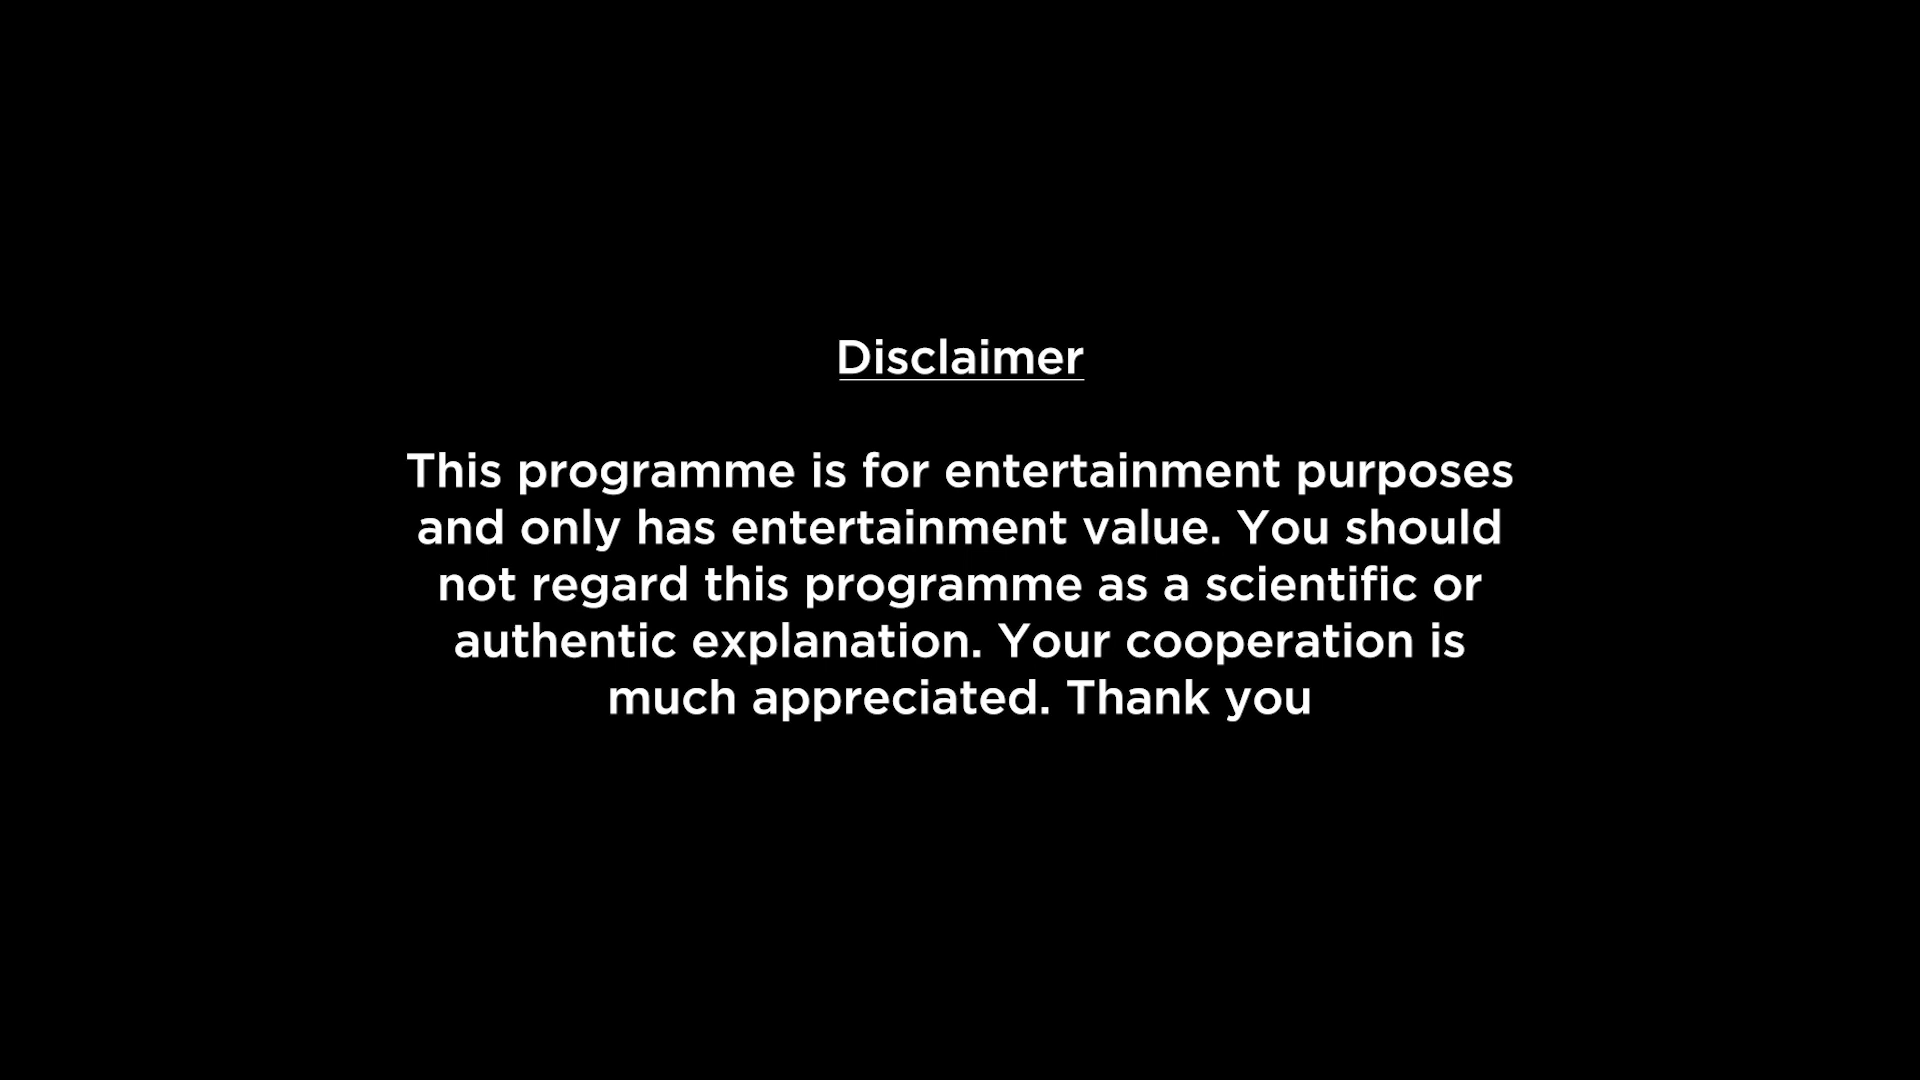 Disclaimer
This programme is for entertainment purposes
and only has entertainment value. You should
not regard this programme as a scientific or
authentic explanation. Your cooperation is
much appreciated. Thank you